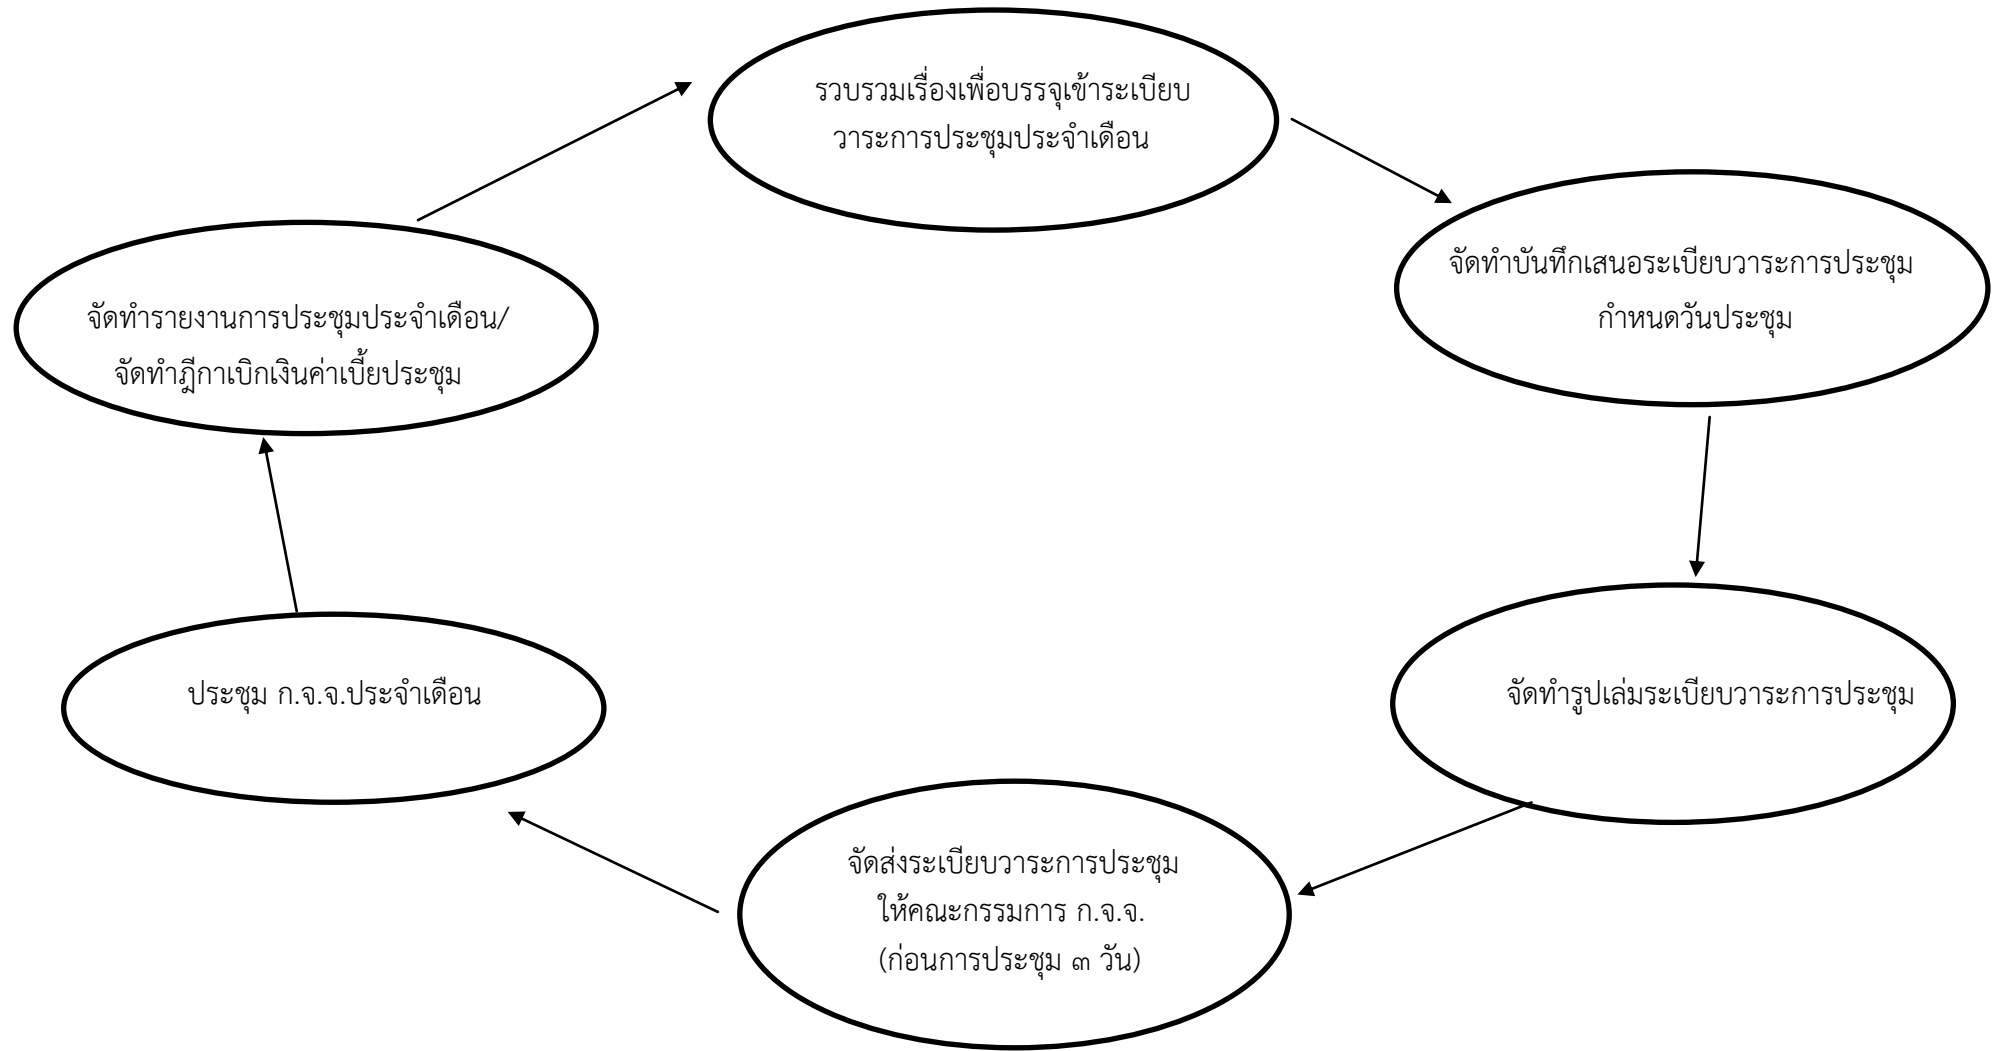 รวบรวมเรื่องเพื่อบรรจุเข้าระเบียบ
วาระการประชุมประจำเดือน
จัดทำบันทึกเสนอระเบียบวาระการประชุม
กำหนดวันประชุม
จัดทำรูปเล่มระเบียบวาระการประชุม
จัดส่งระเบียบวาระการประชุม
ให้คณะกรรมการ ก.จ.จ.
(ก่อนการประชุม ๓ วัน)
ประชุม ก.จ.จ.ประจำเดือน
จัดทำรายงานการประชุมประจำเดือน/
จัดทำฎีกาเบิกเงินค่าเบี้ยประชุม